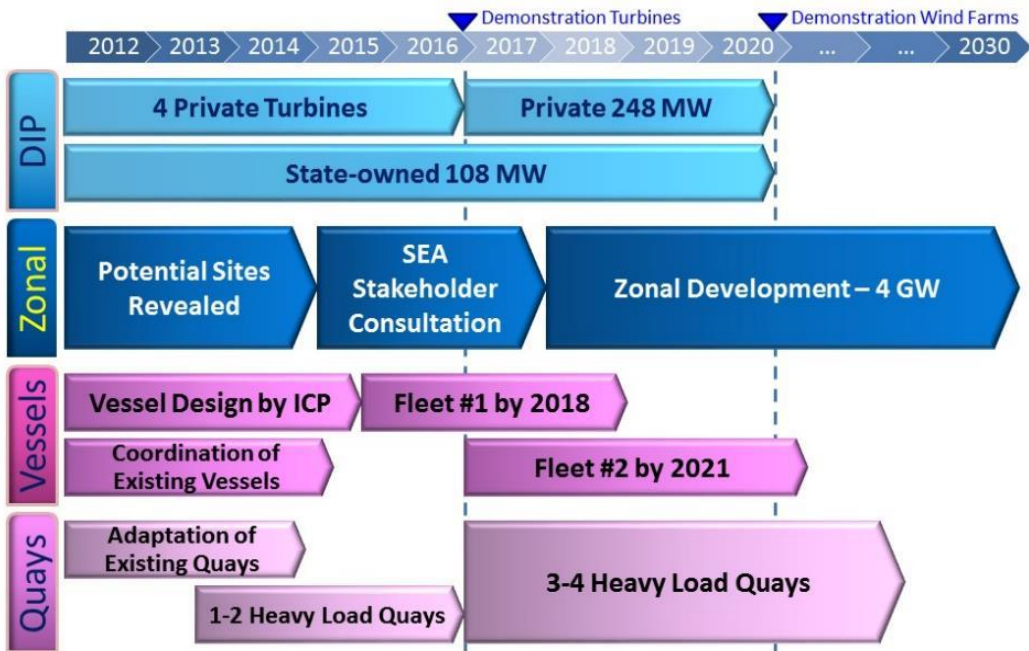 Demonstration Turbines
Demonstration Wind Farms
2012 2013 2014 2015 2016 2017 2018 2019 2020 ... ... 2030
DIP
4 Private Turbines
Private 248 MW
State-owned 108 MW
Zonal
Potential Sites
Revealed
SEA
Stakeholder
Consultation
Zonal Development – 4 GW
Vessels
Vessel Design by ICP
Fleet #1 by 2018
Coordination of
Existing Vessels
Fleet #2 by 2021
Quays
Adaptation of
Existing Quays
1-2 Heavy Load Quays
3-4 Heavy Load Quays